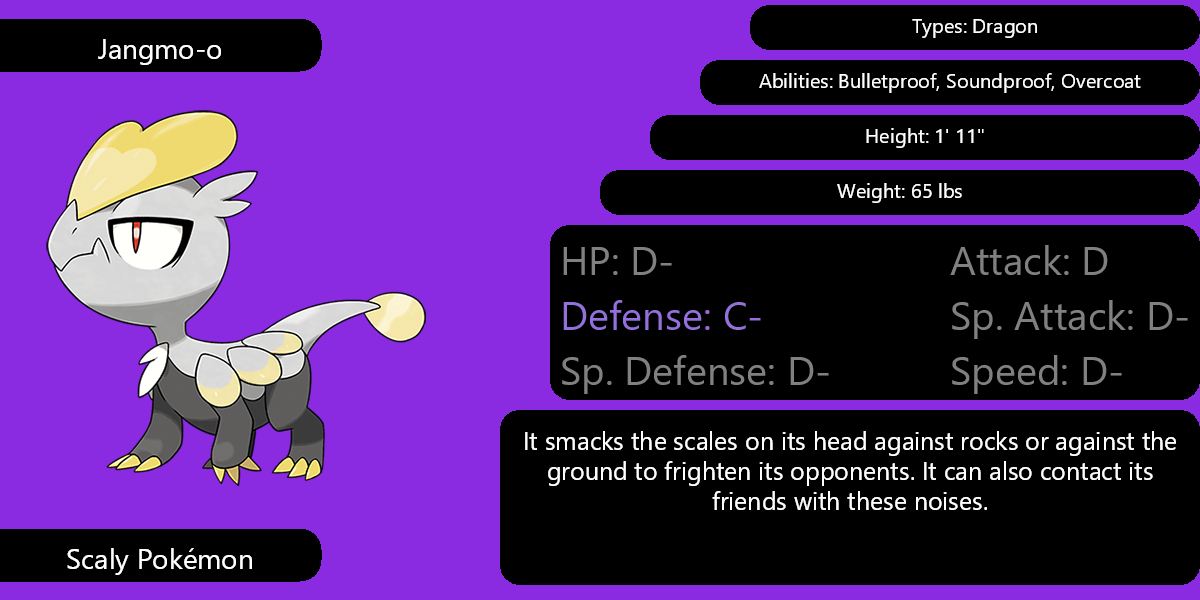 Jangmo-o
Types: Dragon
Abilities: Bulletproof, Soundproof, Overcoat
Height: 1' 11"
Weight: 65 lbs
HP: D-
Attack: D
Defense: C-
Sp. Attack: D-
Sp. Defense: D-
Speed: D-
It smacks the scales on its head against rocks or against the
ground to frighten its opponents. It can also contact its
friends with these noises.
Scaly Pokémon